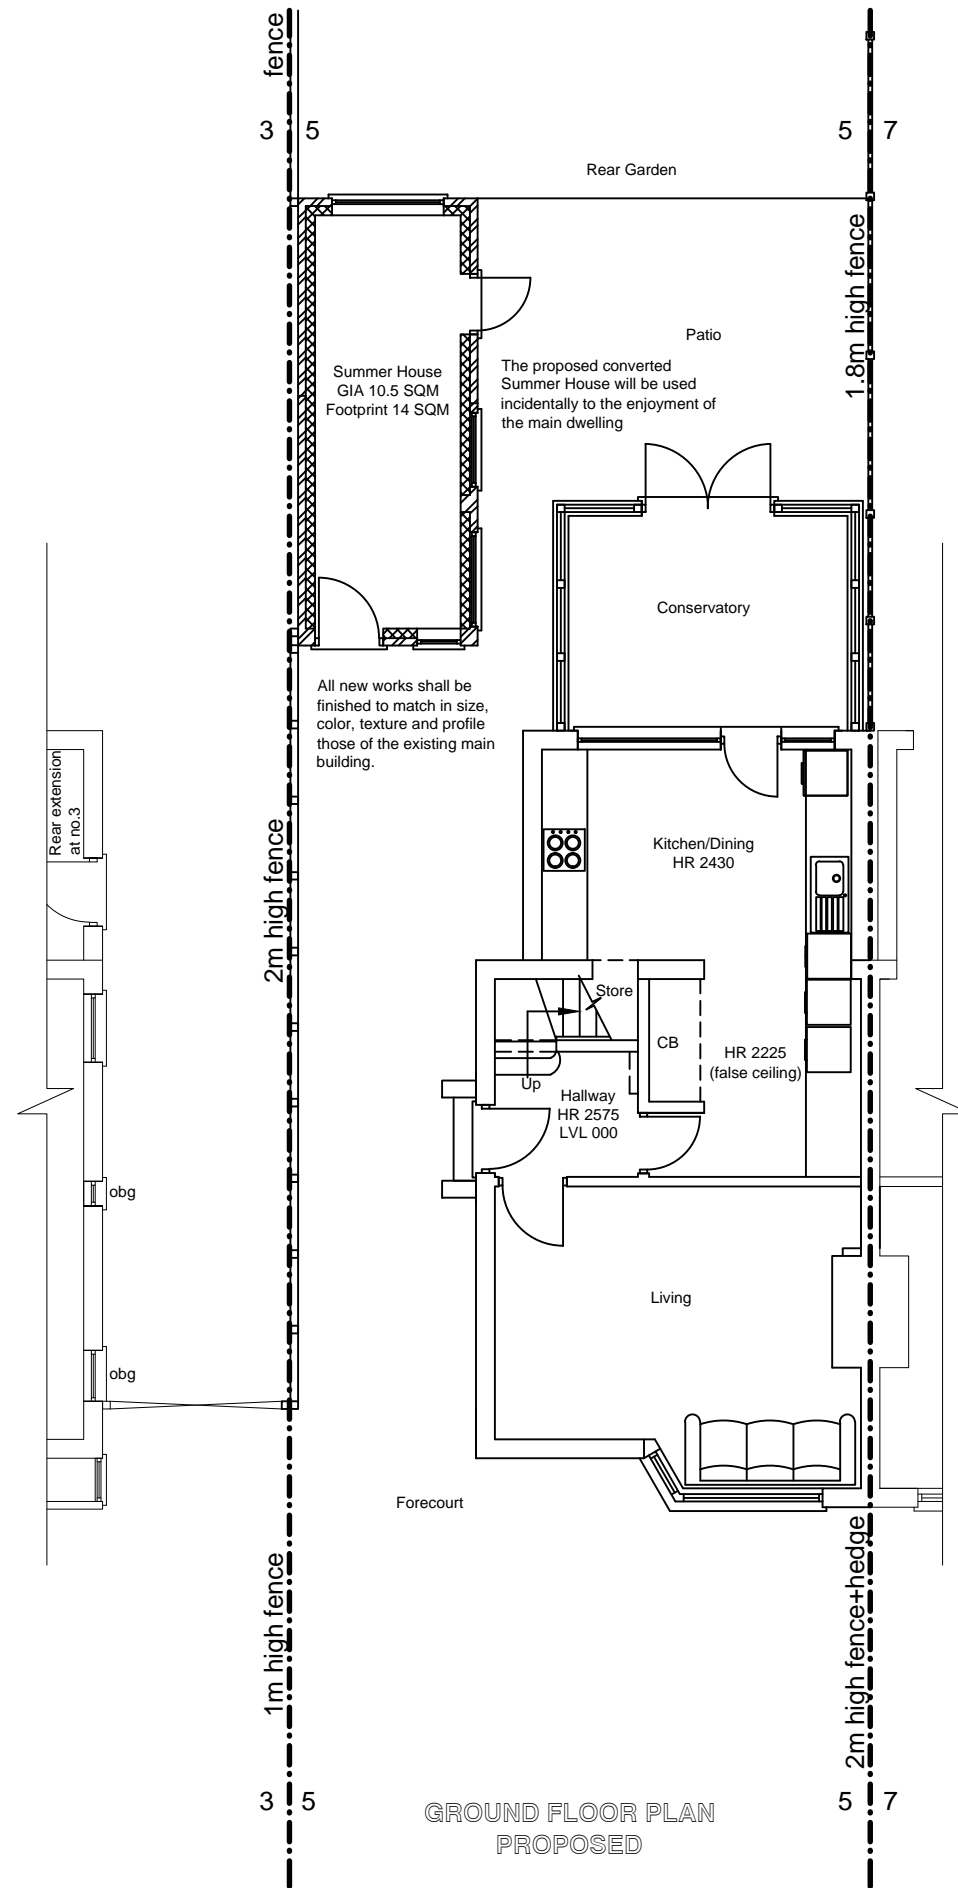 fence
3 5
5 7
Rear Garden
1.8m high fence
Patio
Summer House
GIA 10.5 SQM
Footprint 14 SQM
The proposed converted
Summer House will be used
incidentally to the enjoyment of
the main dwelling
Conservatory
All new works shall be
finished to match in size,
color, texture and profile
those of the existing main
building.
Rear extension
at no.3
2m high fence
Kitchen/Dining
HR 2430
Store
CB
HR 2225
(false ceiling)
Up
Hallway
HR 2575
LVL 000
obg
Living
obg
Forecourt
1m high fence
2m high fence+hedge
3 5
5 7
GROUND FLOOR PLAN
PROPOSED